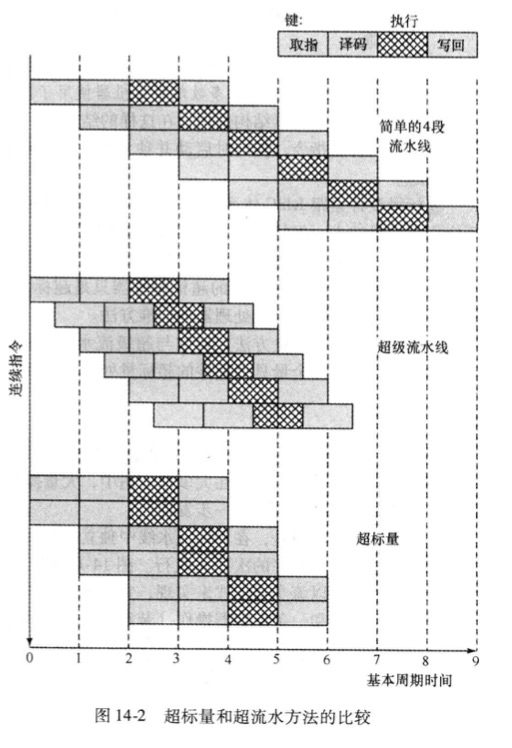 键:
执行
取指 译码 写回
简单的4段
流水线
超级流水线
连续指令
超标量
0 1 2 3 4 5 6 7 8 9
基本周期时间
图 14-2 超标量和超流水方法的比较